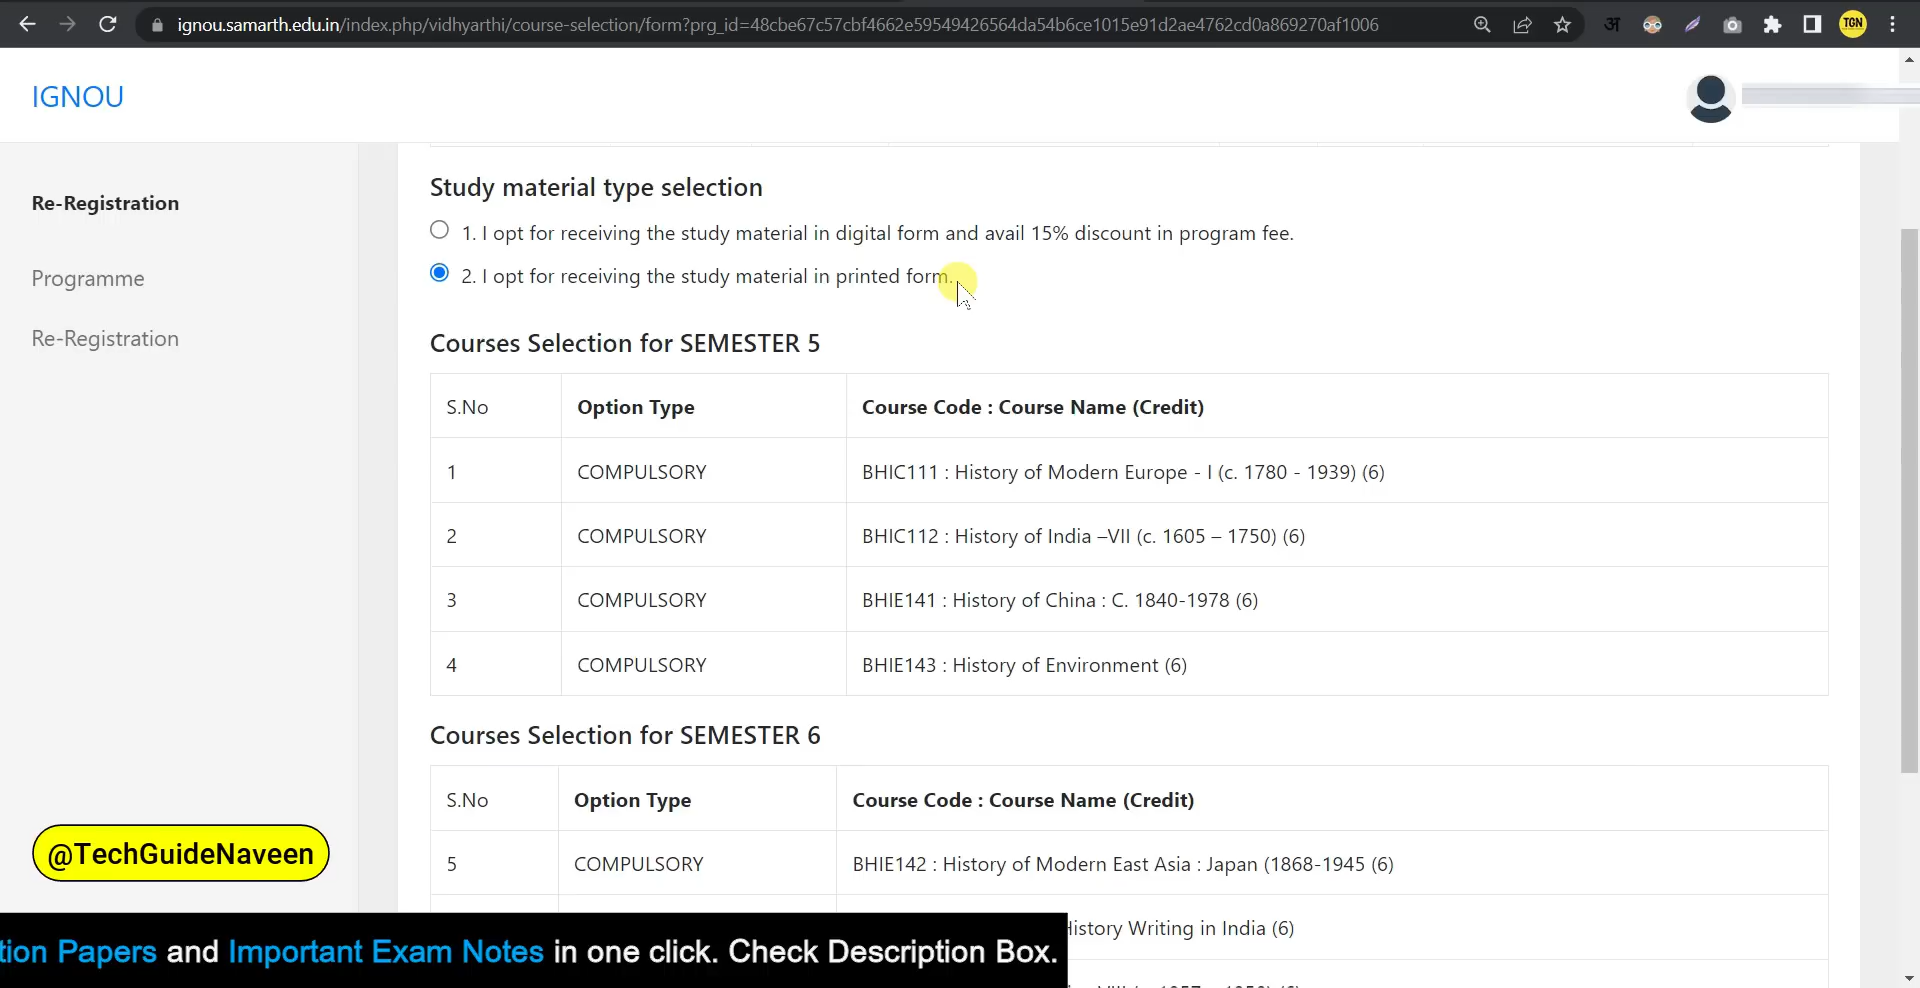 ignou.samarth.edu.in/index.php/vidhyarthi/course-selection/form?prg_id=48cbe67c57cbf4662e59549426564da54b6ce1015e91d2ae4762cd0a869270af1006
अ
TGN
IGNOU
Re-Registration
Programme
Re-Registration
Study material type selection
1. I opt for receiving the study material in digital form and avail 15% discount in program fee.
2. I opt for receiving the study material in printed form.
Courses Selection for SEMESTER 5
S.No Option Type Course Code : Course Name (Credit)
1 COMPULSORY BHIC111 : History of Modern Europe - I (c. 1780 - 1939) (6)
2 COMPULSORY BHIC112 : History of India –VII (c. 1605 – 1750) (6)
3 COMPULSORY BHIE141 : History of China : C. 1840-1978 (6)
4 COMPULSORY BHIE143 : History of Environment (6)
Courses Selection for SEMESTER 6
S.No Option Type Course Code : Course Name (Credit)
5 COMPULSORY BHIE142 : History of Modern East Asia : Japan (1868-1945 (6)
History Writing in India (6)
@TechGuideNaveen
tion Papers and Important Exam Notes in one click. Check Description Box.